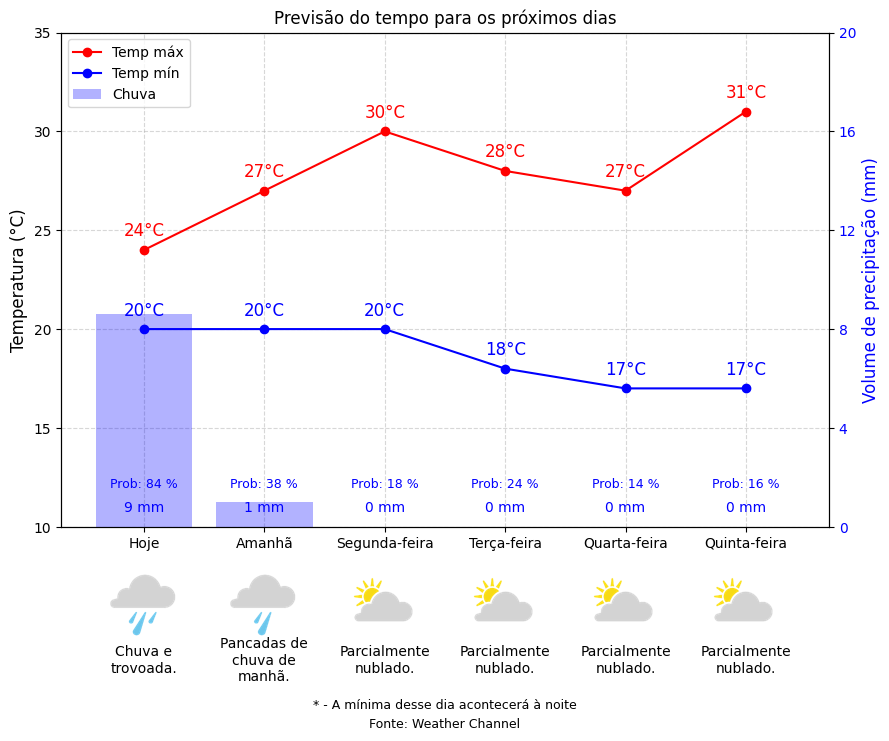 Previsão do tempo para os próximos dias
Temp máx
Temp mín
Chuva
Temperatura (°C)
35
30
25
20
15
10
Volume de precipitação (mm)
20
16
12
8
4
0
24°C
27°C
30°C
28°C
27°C
31°C
20°C
20°C
20°C
18°C
17°C
17°C
Prob: 84 %
Prob: 38 %
Prob: 18 %
Prob: 24 %
Prob: 14 %
Prob: 16 %
9 mm
1 mm
0 mm
0 mm
0 mm
0 mm
Hoje
Amanhã
Segunda-feira
Terça-feira
Quarta-feira
Quinta-feira
Chuva e
trovoada.
Pancadas de
chuva de
manhã.
Parcialmente
nublado.
Parcialmente
nublado.
Parcialmente
nublado.
Parcialmente
nublado.
* - A mínima desse dia acontecerá à noite
Fonte: Weather Channel